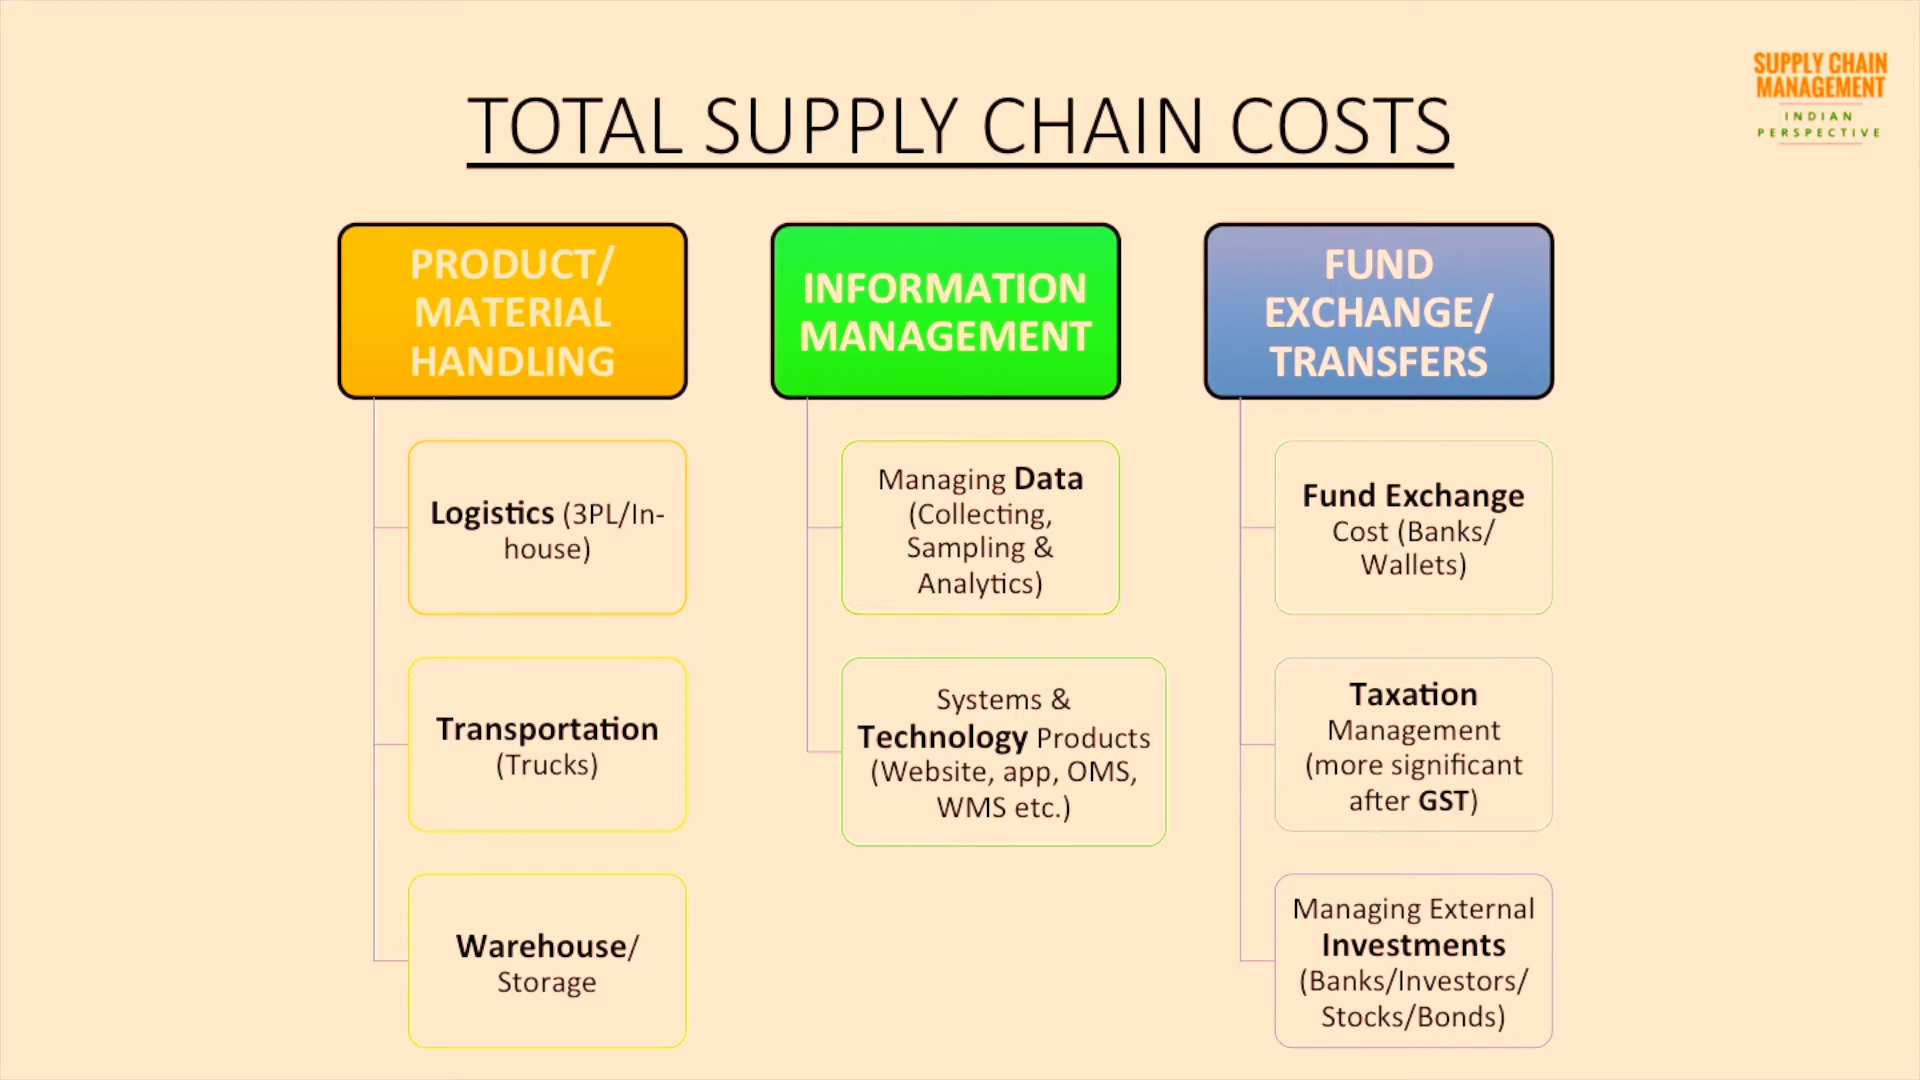 SUPPLY CHAIN
MANAGEMENT
INDIAN
PERSPECTIVE
TOTAL SUPPLY CHAIN COSTS
PRODUCT/
MATERIAL
HANDLING
Logistics (3PL/In-
house)
Transportation
(Trucks)
Warehouse/
Storage
INFORMATION
MANAGEMENT
Managing Data
(Collecting,
Sampling &
Analytics)
Systems &
Technology Products
(Website, app, OMS,
WMS etc.)
FUND
EXCHANGE/
TRANSFERS
Fund Exchange
Cost (Banks/
Wallets)
Taxation
Management
(more significant
after GST)
Managing External
Investments
(Banks/Investors/
Stocks/Bonds)